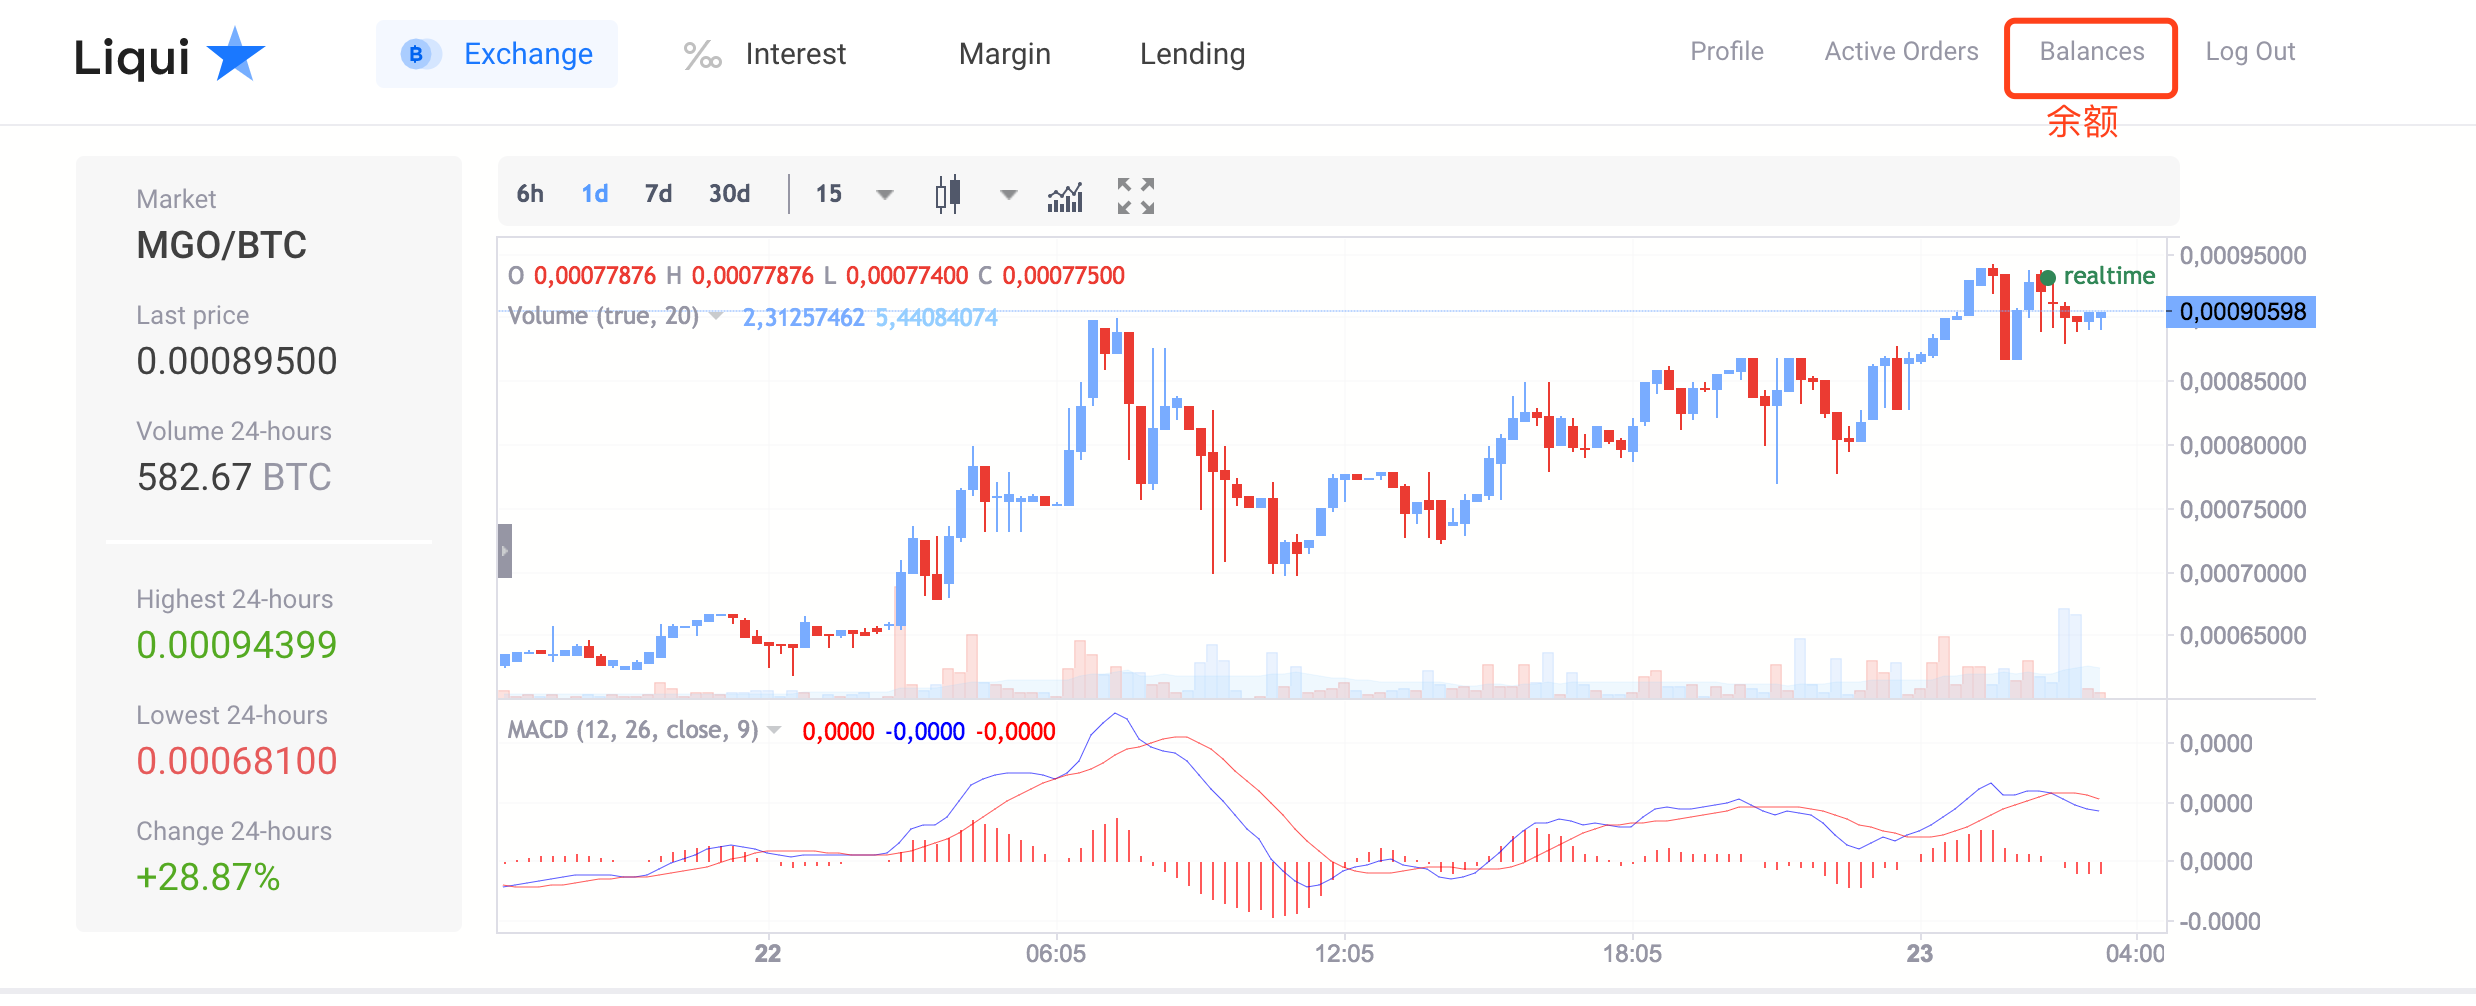 Liqui
Exchange
Interest
Margin
Lending
Profile
Active Orders
Balances
Log Out
余额
Market
MGO/BTC
Last price
0.00089500
Volume 24-hours
582.67 BTC
Highest 24-hours
0.00094399
Lowest 24-hours
0.00068100
Change 24-hours
+28.87%
6h 1d 7d 30d 15
O 0,00077876 H 0,00077876 L 0,00077400 C 0,00077500
realtime
Volume (true, 20) 2,31257462 5,44084074
0,00095000
0,00090598
0,00085000
0,00080000
0,00075000
0,00070000
0,00065000
MACD (12, 26, close, 9) 0,0000 -0,0000 -0,0000
0,0000
0,0000
0,0000
-0.0000
22 06:05 12:05 18:05 23 04:00